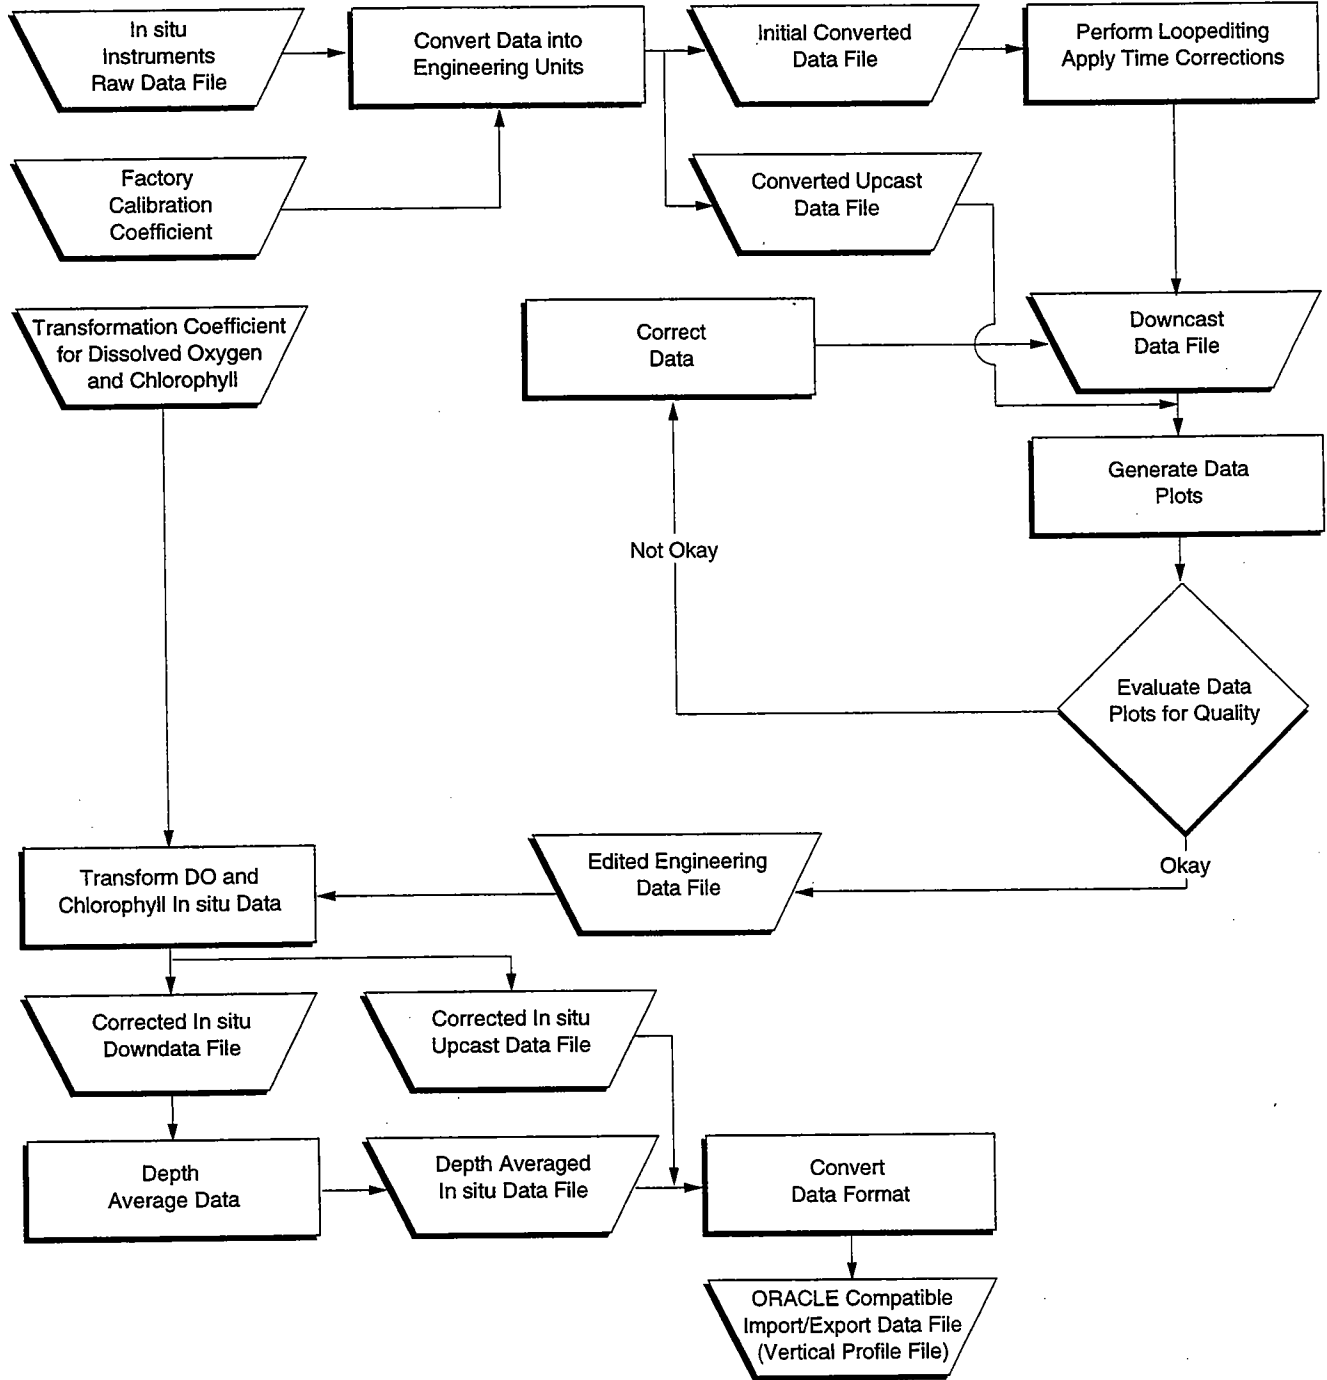 In situ
Instruments
Raw Data File
Convert Data into
Engineering Units
Initial Converted
Data File
Perform Loopediting
Apply Time Corrections
Factory
Calibration
Coefficient
Converted Upcast
Data File
Transformation Coefficient
for Dissolved Oxygen
and Chlorophyll
Correct
Data
Downcast
Data File
Generate Data
Plots
Not Okay
Evaluate Data
Plots for Quality
Okay
Edited Engineering
Data File
Transform DO and
Chlorophyll In situ Data
Corrected In situ
Downdata File
Corrected In situ
Upcast Data File
Depth
Average Data
Depth Averaged
In situ Data File
Convert
Data Format
ORACLE Compatible
Import/Export Data File
(Vertical Profile File)